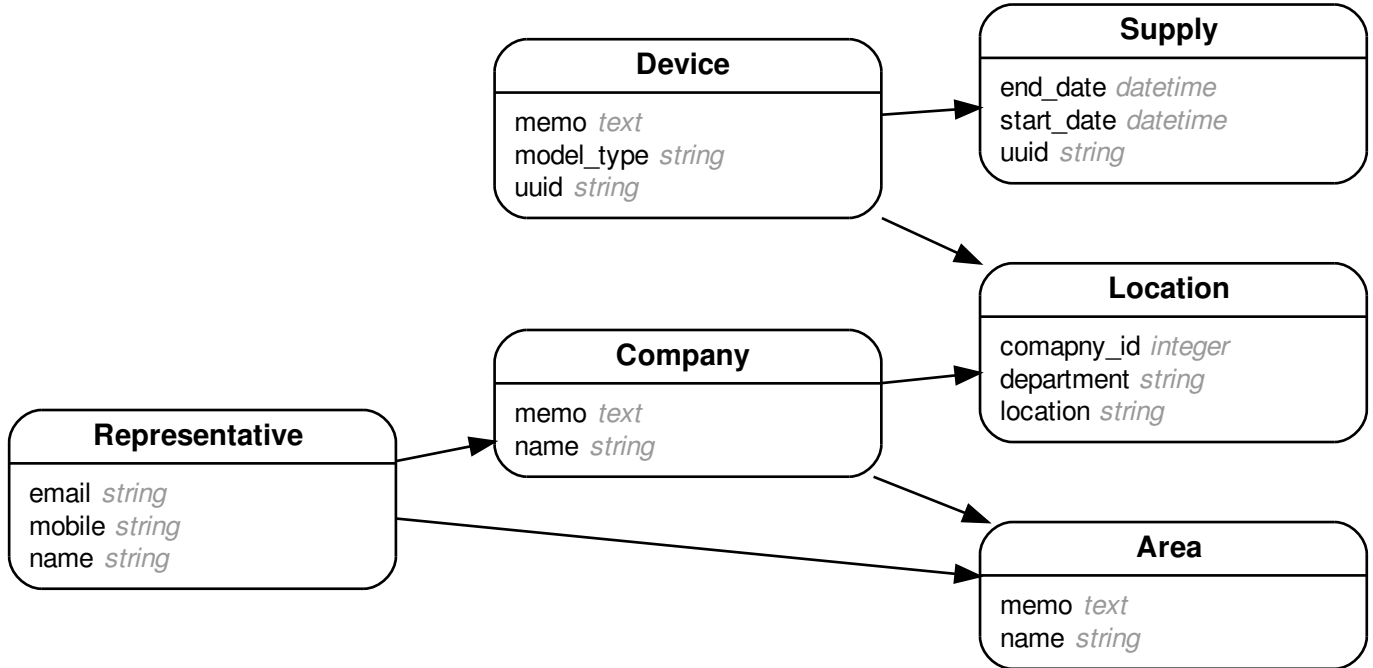 Device
memo text
model_type string
uuid string
Supply
end_date datetime
start_date datetime
uuid string
Location
comapny_id integer
department string
location string
Company
memo text
name string
Representative
email string
mobile string
name string
Area
memo text
name string